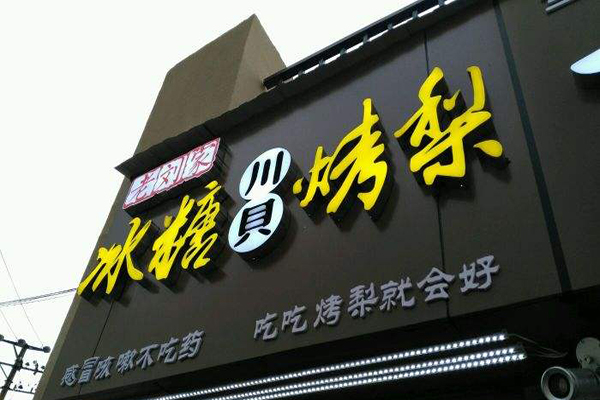 老刘家
冰糖川貝·烤梨
感冒咳嗽不吃药 吃吃烤梨就会好